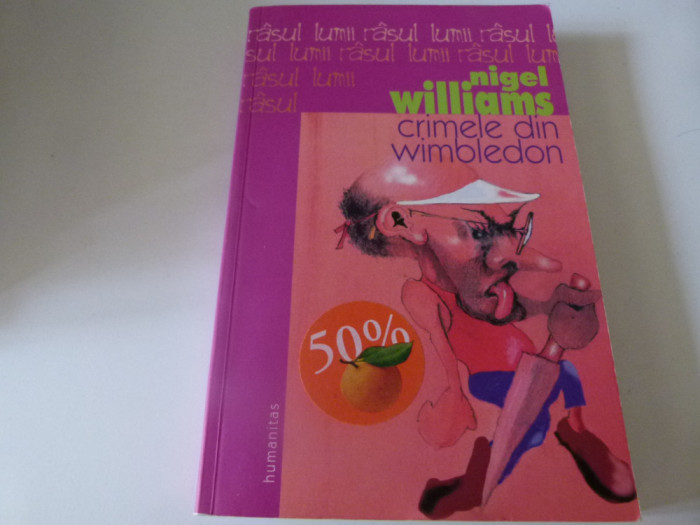 râsul lumii râsul lumii râsul lu
sul lumii râsul lumii râsul lum
râsul lumii
râsul
nigel
williams
crimele din
wimbledon
50%
humanitas